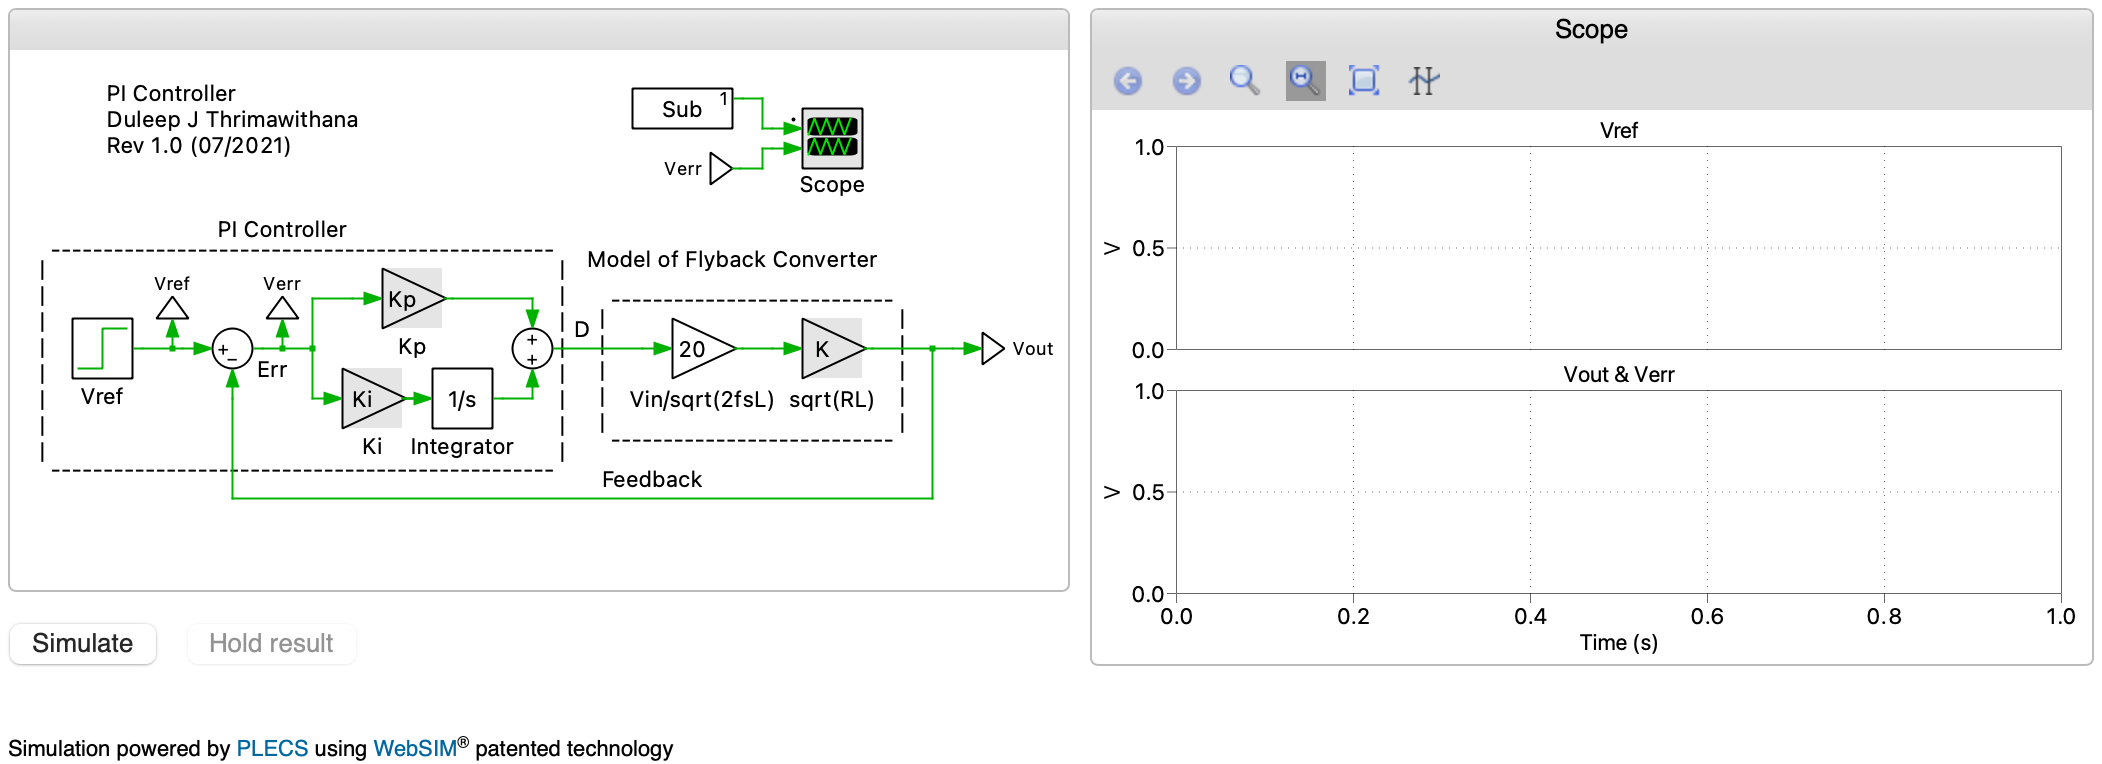 PI Controller
Duleep J Thrimawithana
Rev 1.0 (07/2021)
Sub
1
Verr
Scope
PI Controller
Vref
Verr
Kp
Kp
+
−
Err
Vref
Ki
Ki
1/s
Integrator
+
+
D
Model of Flyback Converter
20
Vin/sqrt(2fsL)
K
sqrt(RL)
Vout
Feedback
Simulate
Hold result
Simulation powered by PLECS using WebSIM® patented technology
Scope
Vref
1.0
V
0.5
0.0
Vout & Verr
1.0
V
0.5
0.0
0.0 0.2 0.4 0.6 0.8 1.0
Time (s)